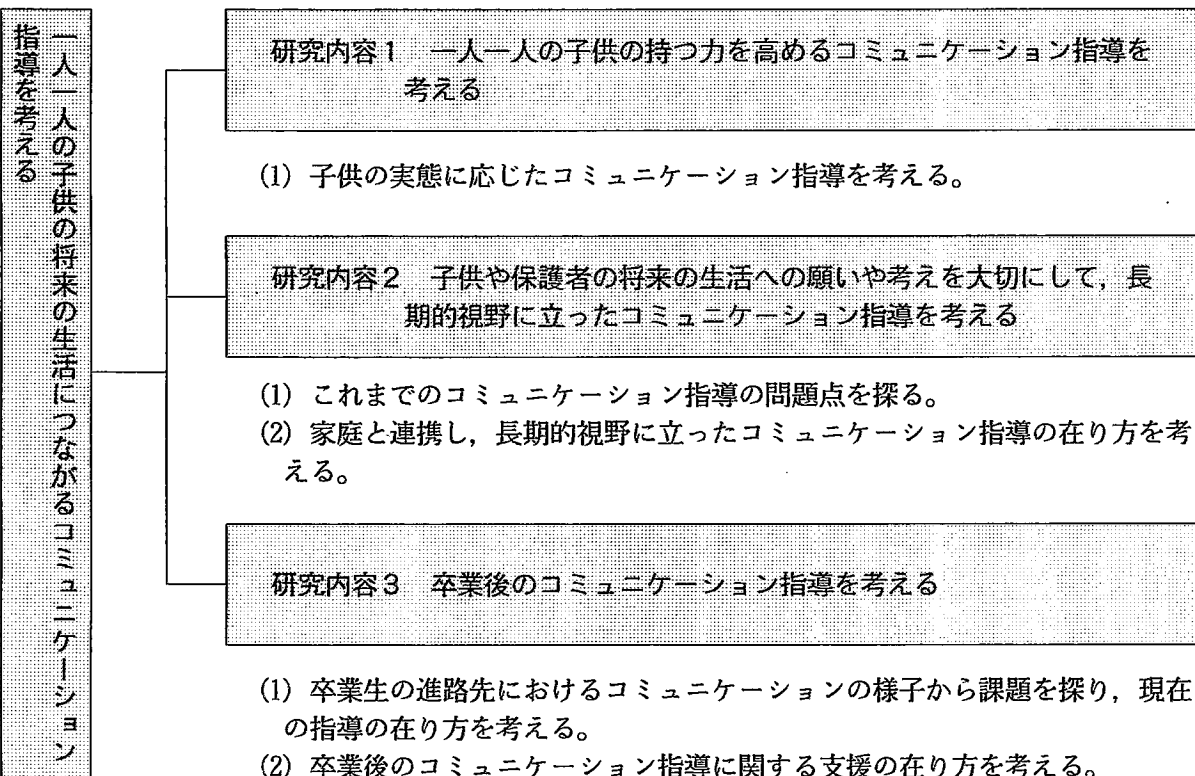 一人一人の子供の将来の生活につながるコミュニケーション
指導を考える
研究内容1 一人一人の子供の持つ力を高めるコミュニケーション指導を
考える
(1) 子供の実態に応じたコミュニケーション指導を考える。
研究内容2 子供や保護者の将来の生活への願いや考えを大切にして,長
期的視野に立ったコミュニケーション指導を考える
(1) これまでのコミュニケーション指導の問題点を探る。
(2) 家庭と連携し,長期的視野に立ったコミュニケーション指導の在り方を考
える。
研究内容3 卒業後のコミュニケーション指導を考える
(1) 卒業生の進路先におけるコミュニケーションの様子から課題を探り,現在
の指導の在り方を考える。
(2) 卒業後のコミュニケーション指導に関する支援の在り方を考える。